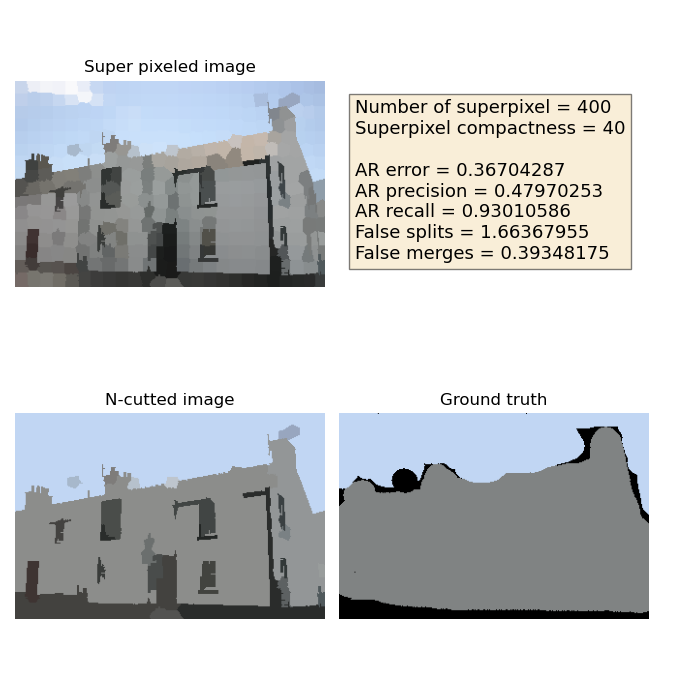 Super pixeled image
Number of superpixel = 400
Superpixel compactness = 40
AR error = 0.36704287
AR precision = 0.47970253
AR recall = 0.93010586
False splits = 1.66367955
False merges = 0.39348175
N-cutted image
Ground truth